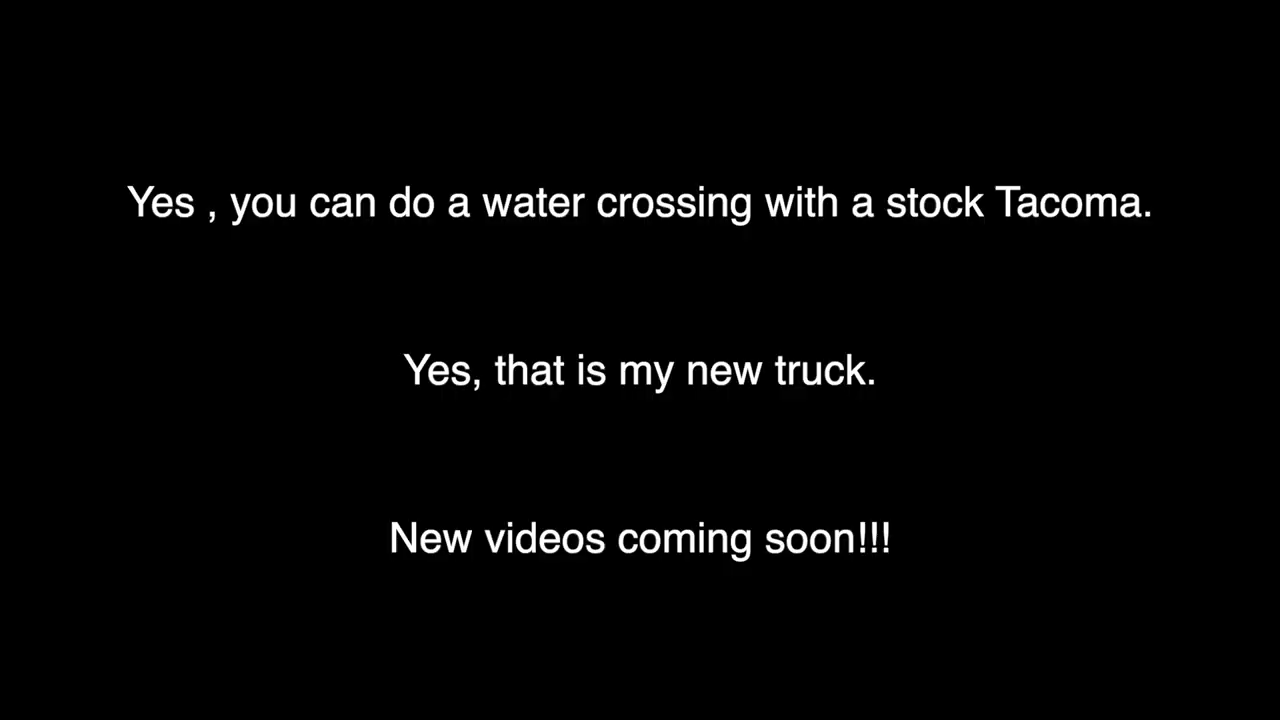 Yes , you can do a water crossing with a stock Tacoma.
Yes, that is my new truck.
New videos coming soon!!!